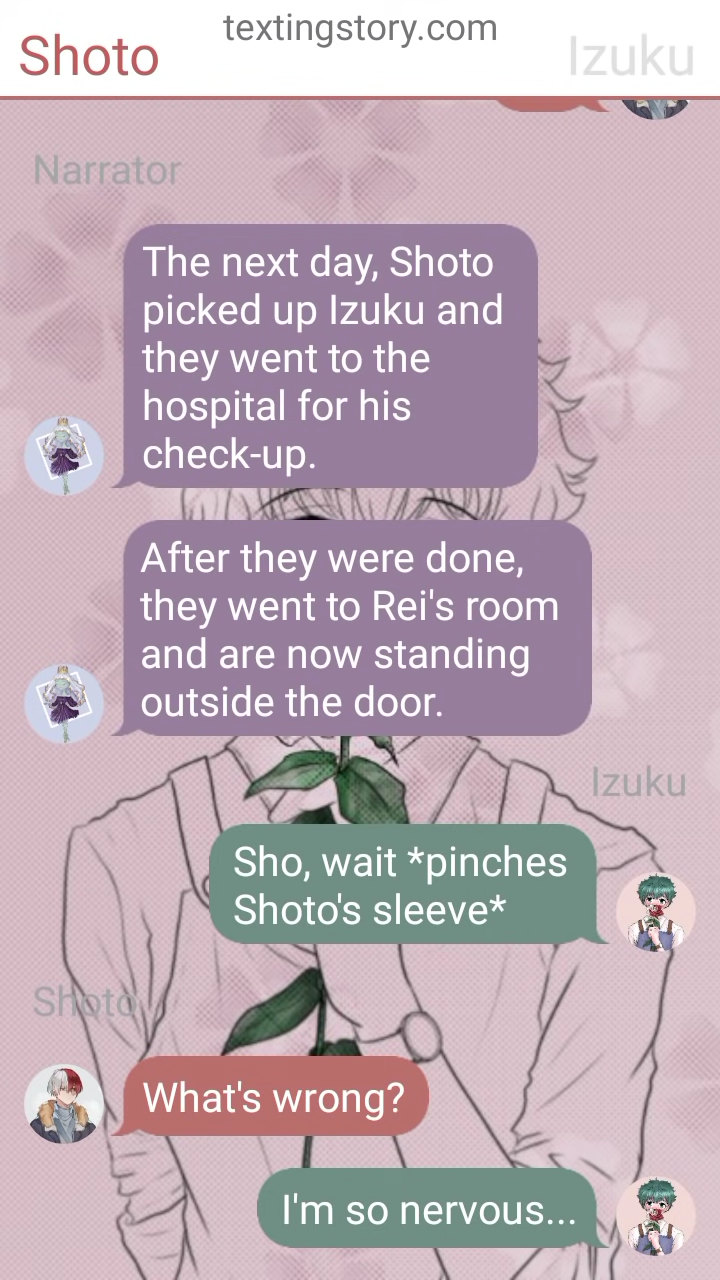 textingstory.com
Shoto
Izuku
Narrator
The next day, Shoto
picked up Izuku and
they went to the
hospital for his
check-up.
After they were done,
they went to Rei's room
and are now standing
outside the door.
Izuku
Sho, wait *pinches
Shoto's sleeve*
Shoto
What's wrong?
I'm so nervous...